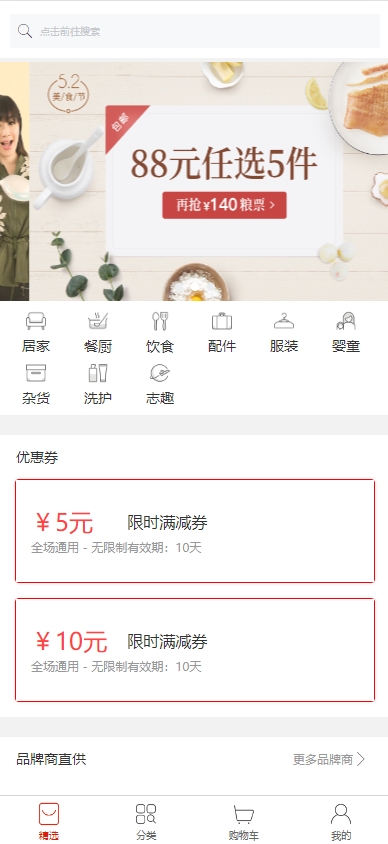 点击前往搜索
5.2
美/食/节
包邮
88元任选5件
再抢¥140粮票 >
居家
餐厨
饮食
配件
服装
婴童
杂货
洗护
志趣
优惠券
￥5元
限时满减券
全场通用 - 无限制有效期：10天
￥10元
限时满减券
全场通用 - 无限制有效期：10天
品牌商直供
更多品牌商
精选
分类
购物车
我的